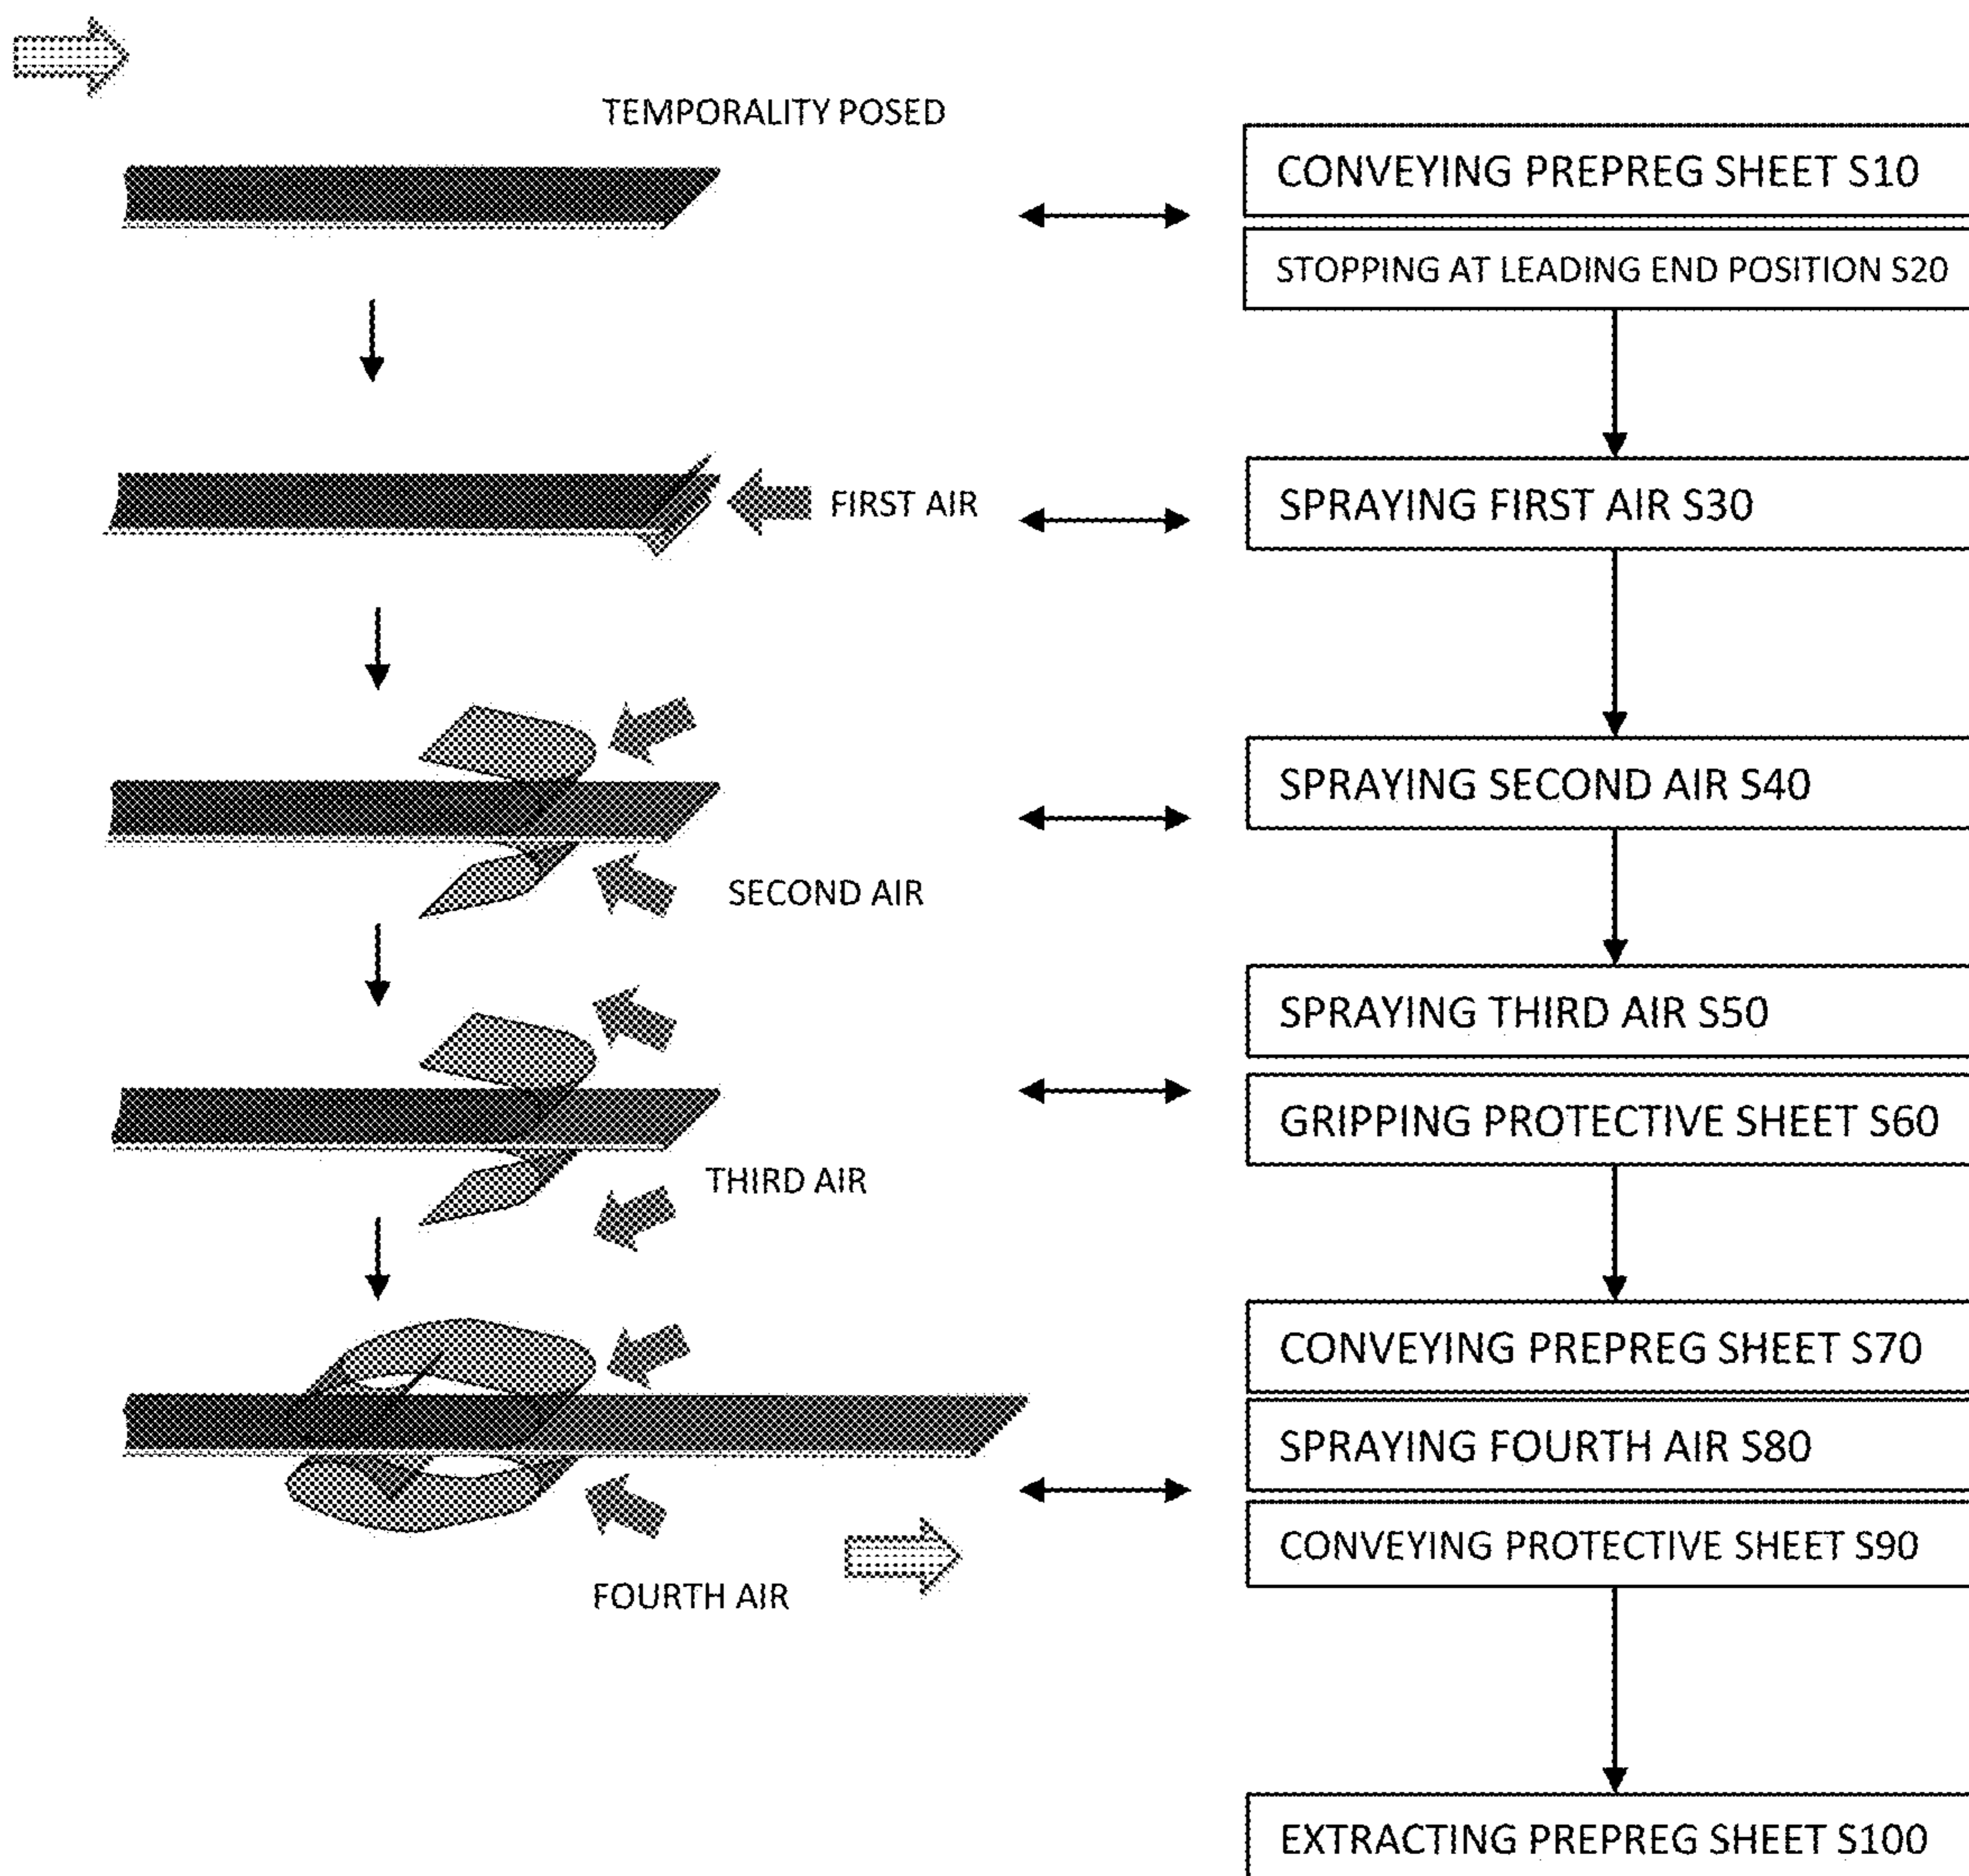 TEMPORALITY POSED
CONVEYING PREPREG SHEET S10
STOPPING AT LEADING END POSITION S20
FIRST AIR
SPRAYING FIRST AIR S30
SPRAYING SECOND AIR S40
SECOND AIR
SPRAYING THIRD AIR S50
GRIPPING PROTECTIVE SHEET S60
THIRD AIR
CONVEYING PREPREG SHEET S70
SPRAYING FOURTH AIR S80
CONVEYING PROTECTIVE SHEET S90
FOURTH AIR
EXTRACTING PREPREG SHEET S100